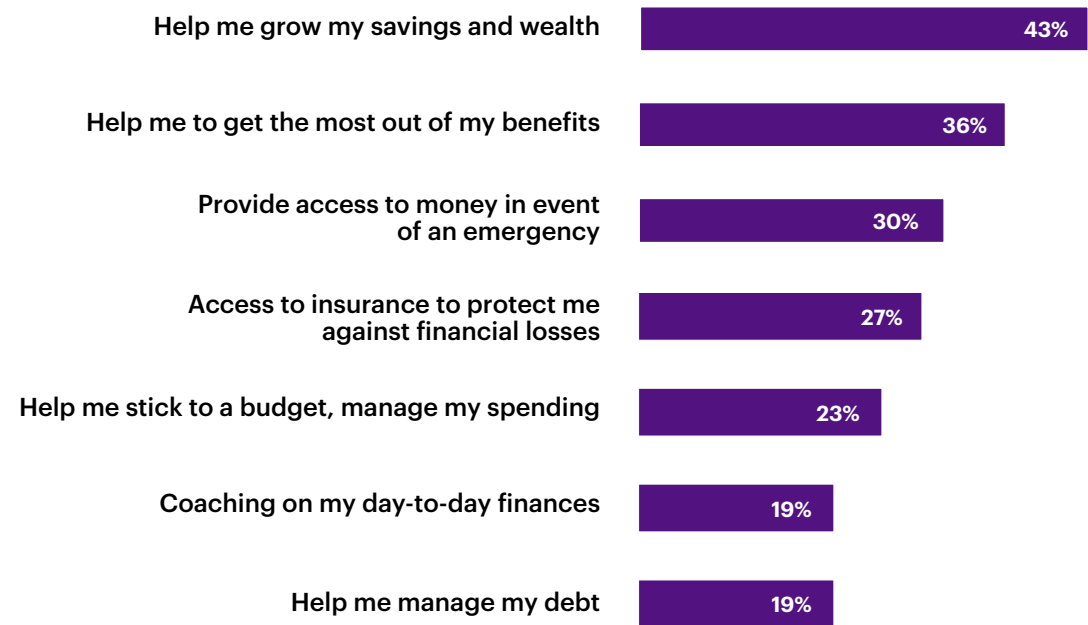 Help me grow my savings and wealth
43%
Help me to get the most out of my benefits
36%
Provide access to money in event
of an emergency
30%
Access to insurance to protect me
against financial losses
27%
Help me stick to a budget, manage my spending
23%
Coaching on my day-to-day finances
19%
Help me manage my debt
19%